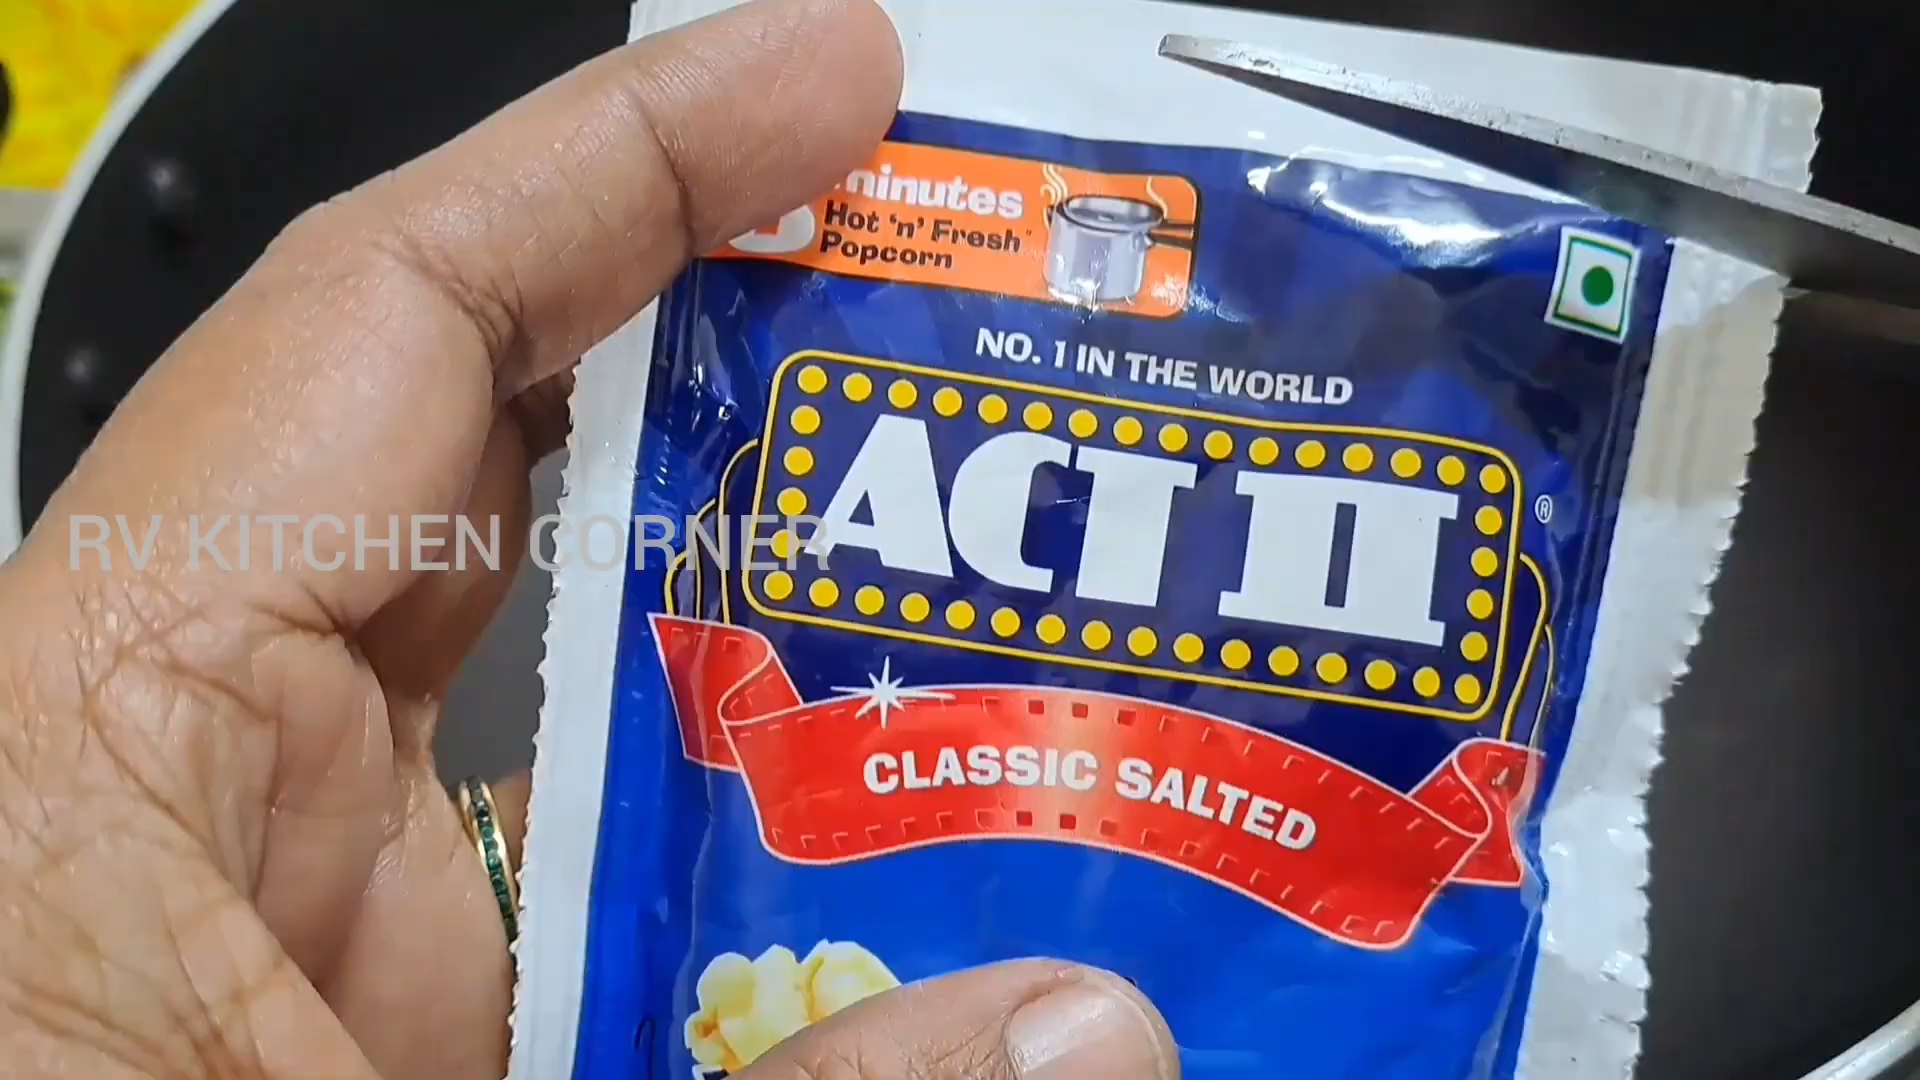 minutes
Hot 'n' Fresh
Popcorn
NO. 1 IN THE WORLD
ACT II ®
RV KITCHEN CORNER
CLASSIC SALTED